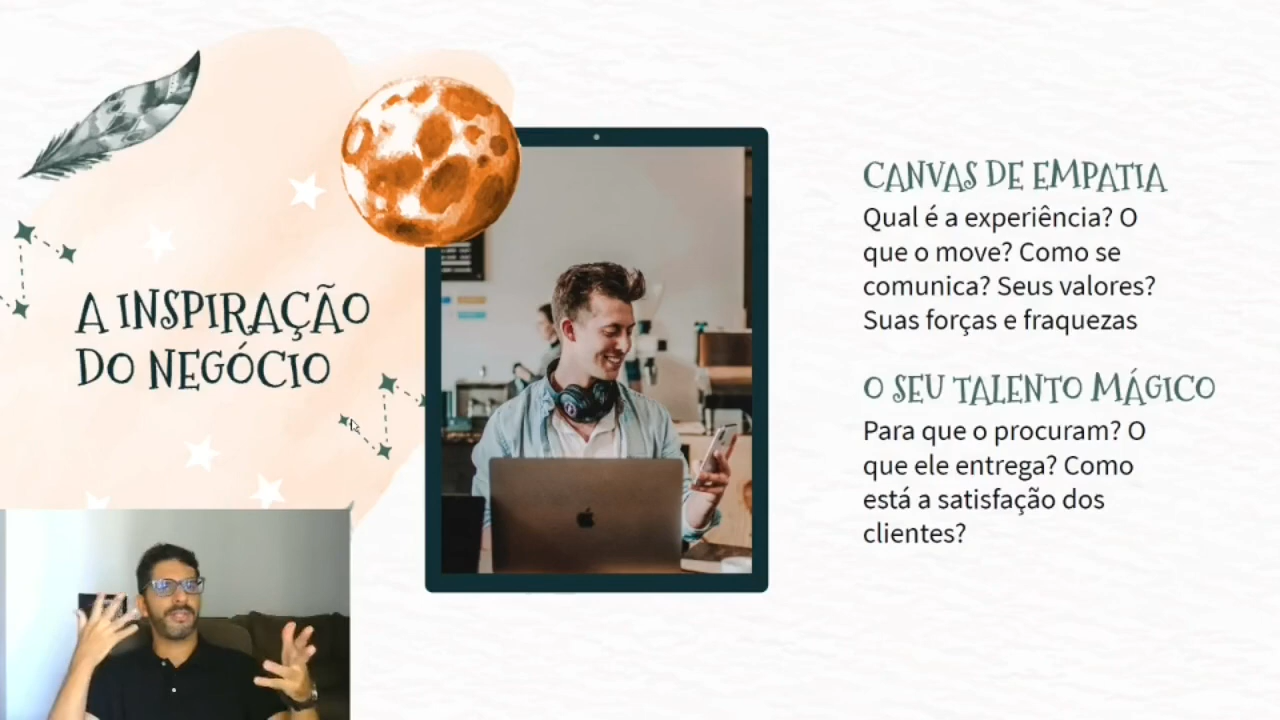 A INSPIRAÇÃO
DO NEGÓCIO
CANVAS DE EMPATIA
Qual é a experiência? O
que o move? Como se
comunica? Seus valores?
Suas forças e fraquezas
O SEU TALENTO MÁGICO
Para que o procuram? O
que ele entrega? Como
está a satisfação dos
clientes?